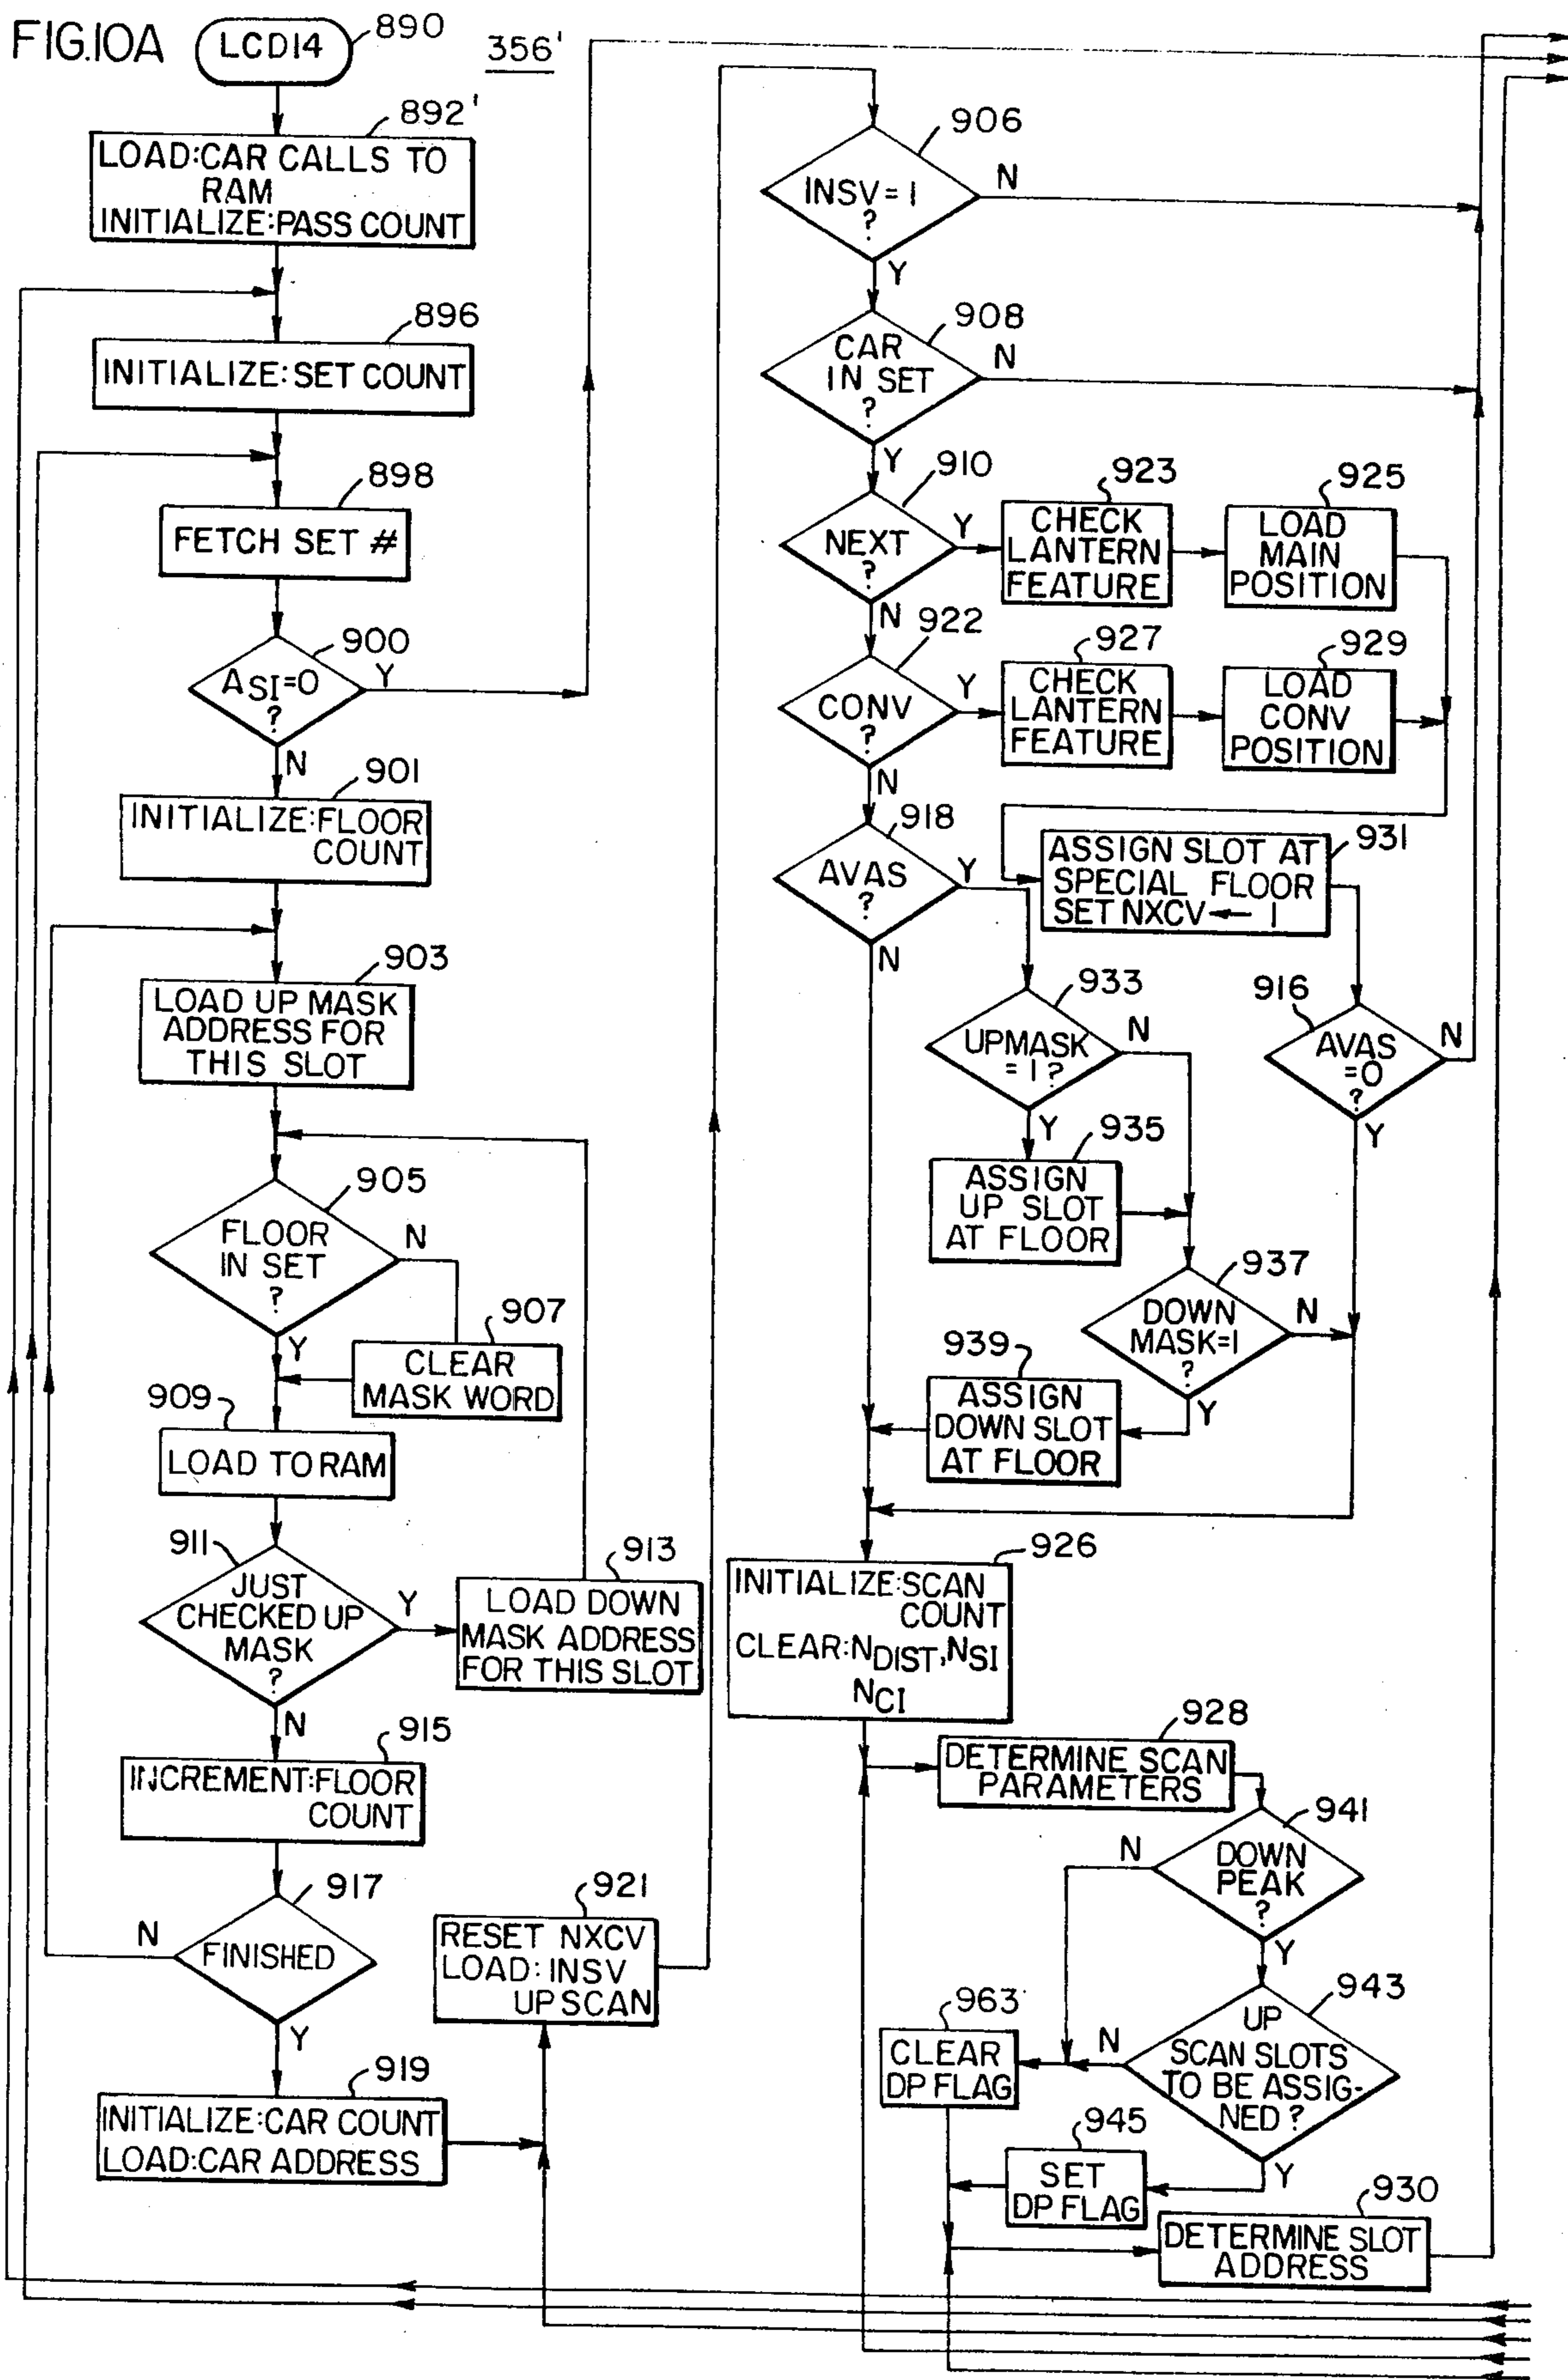 FIG.10A
LCD14
890
356'
892'
LOAD:CAR CALLS TO
RAM
INITIALIZE:PASS COUNT
896
INITIALIZE:SET COUNT
898
FETCH SET #
900
ASI=0
?
Y
N
901
INITIALIZE:FLOOR
COUNT
903
LOAD UP MASK
ADDRESS FOR
THIS SLOT
905
FLOOR
IN SET
?
N
Y
907
CLEAR
MASK WORD
909
LOAD TO RAM
911
JUST
CHECKED UP
MASK
?
Y
N
913
LOAD DOWN
MASK ADDRESS
FOR THIS SLOT
915
INCREMENT:FLOOR
COUNT
917
FINISHED
N
Y
919
INITIALIZE:CAR COUNT
LOAD:CAR ADDRESS
921
RESET NXCV
LOAD:INSV
UPSCAN
906
INSV=1
?
N
Y
908
CAR
IN SET
?
N
Y
910
NEXT
?
Y
N
923
CHECK
LANTERN
FEATURE
925
LOAD
MAIN
POSITION
922
CONV
?
Y
N
927
CHECK
LANTERN
FEATURE
929
LOAD
CONV
POSITION
918
AVAS
?
Y
N
931
ASSIGN SLOT AT
SPECIAL FLOOR
SET NXCV ← 1
933
UPMASK
=1?
N
Y
916
AVAS
=0
?
N
Y
935
ASSIGN
UP SLOT
AT FLOOR
937
DOWN
MASK=1
?
N
Y
939
ASSIGN
DOWN SLOT
AT FLOOR
926
INITIALIZE:SCAN
COUNT
CLEAR:NDIST,NSI
NCI
928
DETERMINE SCAN
PARAMETERS
941
DOWN
PEAK
?
N
Y
943
UP
SCAN SLOTS
TO BE ASSIG-
NED?
N
Y
963
CLEAR
DP FLAG
945
SET
DP FLAG
930
DETERMINE SLOT
ADDRESS